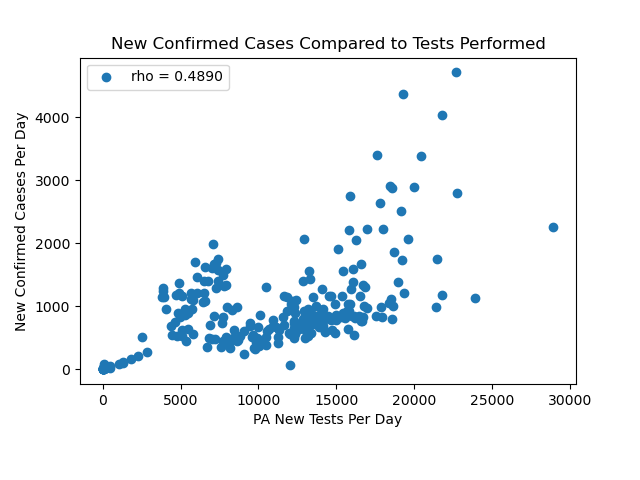 New Confirmed Cases Compared to Tests Performed
rho = 0.4890
New Confirmed Caeses Per Day
4000
3000
2000
1000
0
0 5000 10000 15000 20000 25000 30000
PA New Tests Per Day